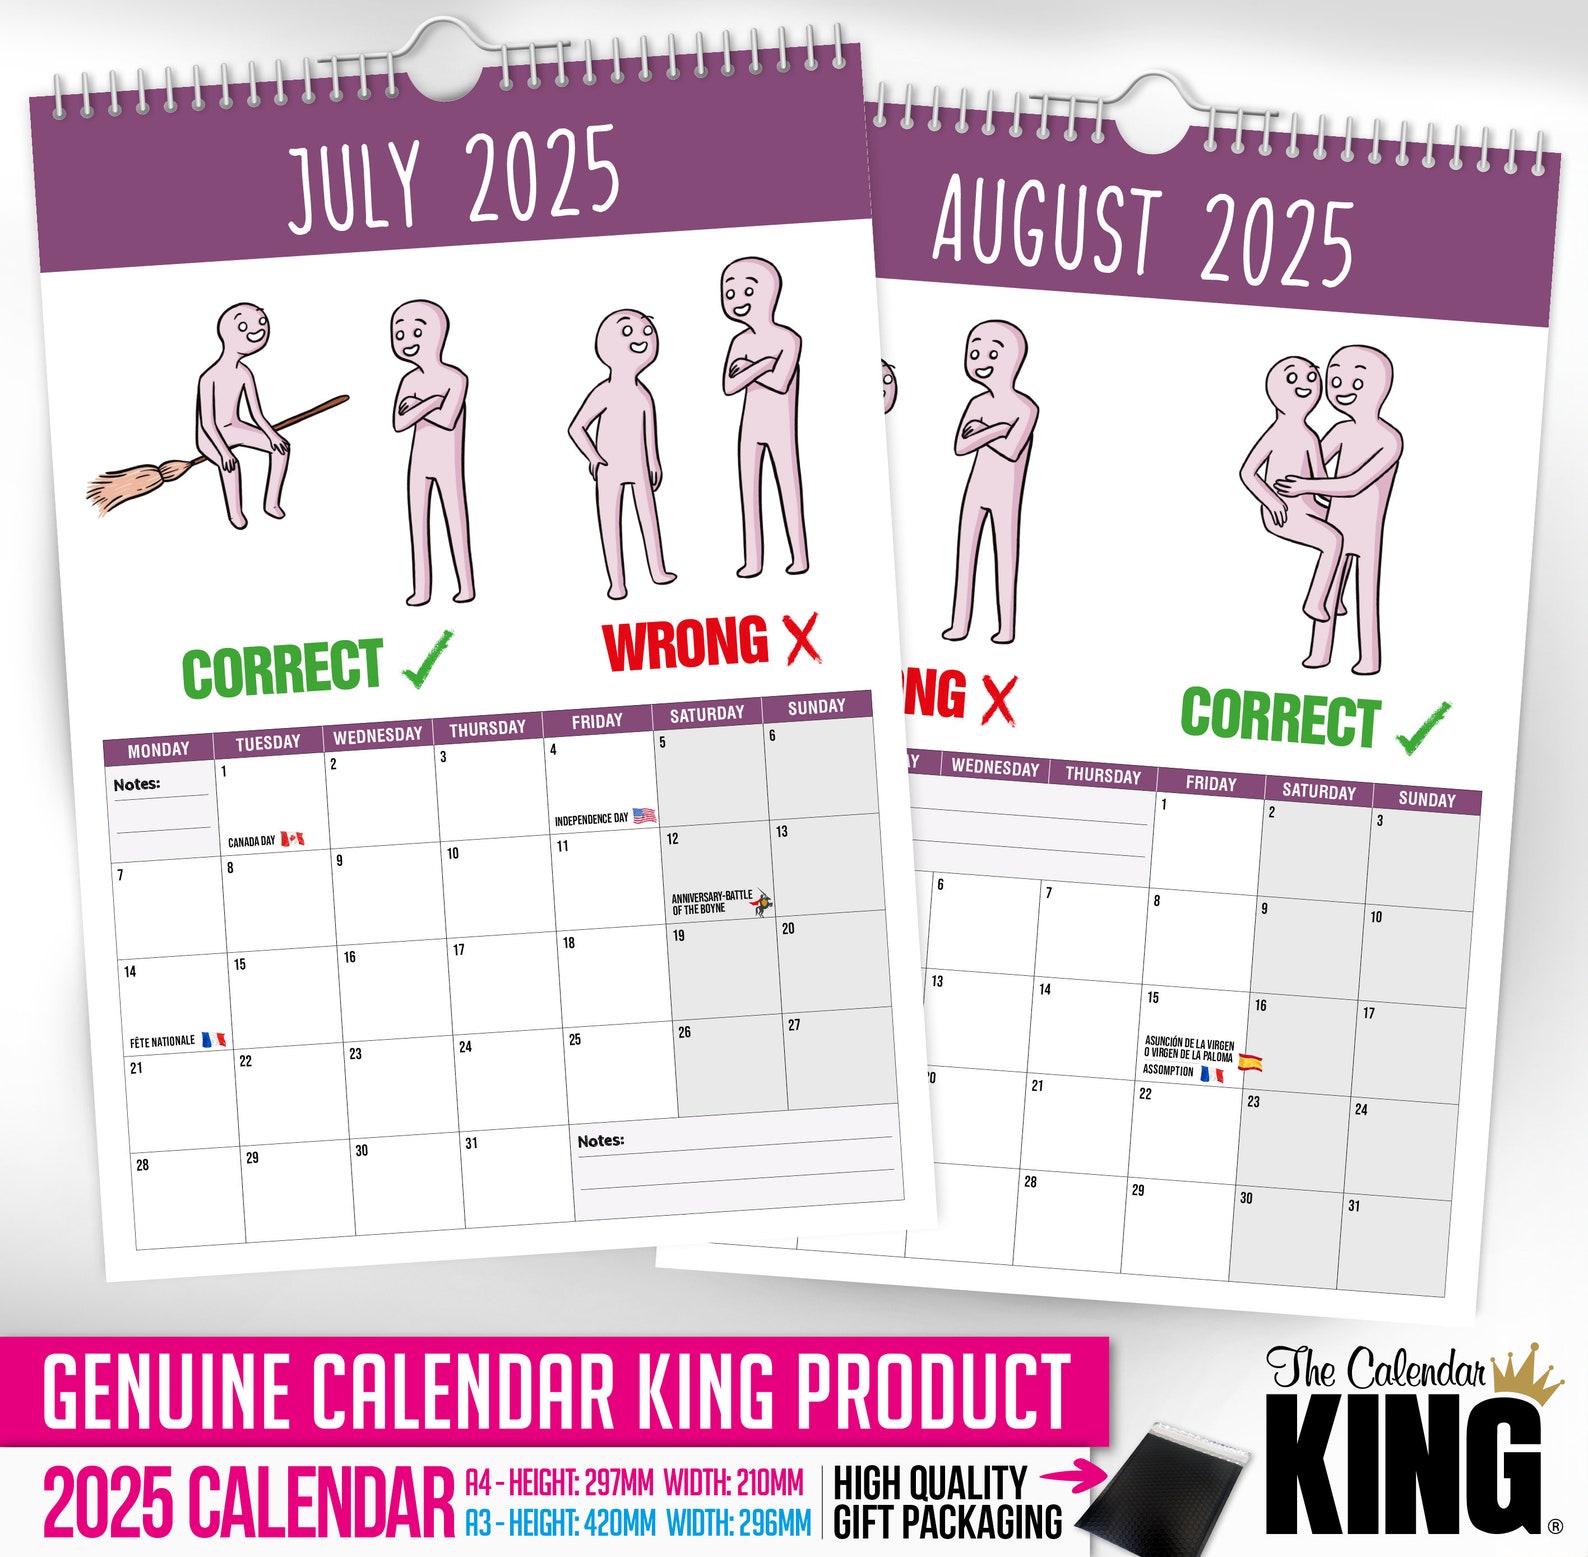 JULY 2025
CORRECT
WRONG
MONDAY TUESDAY WEDNESDAY THURSDAY FRIDAY SATURDAY SUNDAY
Notes: 1 2 3 4 5 6
CANADA DAY
INDEPENDENCE DAY
7 8 9 10 11 12 13
ANNIVERSARY-BATTLE
OF THE BOYNE
14 15 16 17 18 19 20
FÊTE NATIONALE
21 22 23 24 25 26 27
28 29 30 31 Notes:
AUGUST 2025
NG
CORRECT
Y WEDNESDAY THURSDAY FRIDAY SATURDAY SUNDAY
1 2 3
6 7 8 9 10
13 14 15 16 17
ASUNCIÓN DE LA VIRGEN
O VIRGEN DE LA PALOMA
ASSOMPTION
0 21 22 23 24
28 29 30 31
GENUINE CALENDAR KING PRODUCT
2025 CALENDAR
A4 - HEIGHT: 297MM WIDTH: 210MM
A3 - HEIGHT: 420MM WIDTH: 296MM
HIGH QUALITY
GIFT PACKAGING
The Calendar
KING®